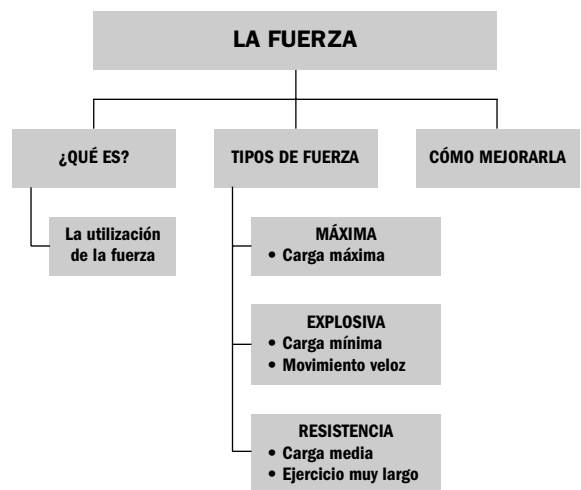 LA FUERZA
¿QUÉ ES?
TIPOS DE FUERZA
CÓMO MEJORARLA
La utilización
de la fuerza
MÁXIMA
• Carga máxima
EXPLOSIVA
• Carga mínima
• Movimiento veloz
RESISTENCIA
• Carga media
• Ejercicio muy largo